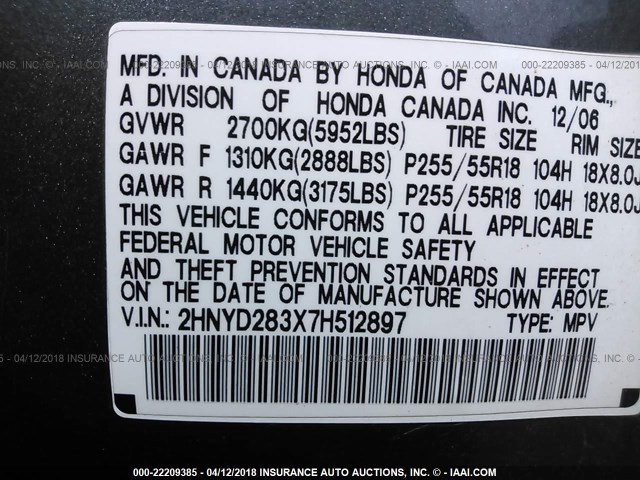 MFD. IN CANADA BY HONDA OF CANADA MFG.,
A DIVISION OF HONDA CANADA INC. 12/06
GVWR 2700KG(5952LBS) TIRE SIZE RIM SIZE
GAWR F 1310KG(2888LBS) P255/55R18 104H 18X8.0J
GAWR R 1440KG(3175LBS) P255/55R18 104H 18X8.0J
THIS VEHICLE CONFORMS TO ALL APPLICABLE
FEDERAL MOTOR VEHICLE SAFETY
AND THEFT PREVENTION STANDARDS IN EFFECT
ON THE DATE OF MANUFACTURE SHOWN ABOVE.
V.I.N.: 2HNYD283X7H512897 TYPE: MPV
000-22209385 - 04/12/2018 INSURANCE AUTO AUCTIONS, INC. - © - IAAI.COM